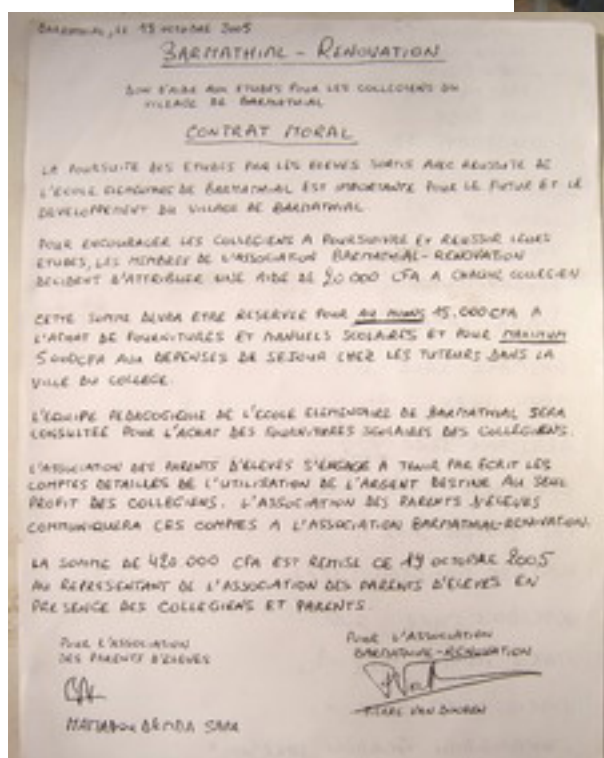 BARMATHIAL, LE 19 OCTOBRE 2005
BARMATHIAL - RENOVATION
DON D'AIDE AUX ETUDES POUR LES COLLEGIENS DU
VILLAGE DE BARMATHIAL
CONTRAT MORAL
LA POURSUITE DES ETUDES PAR LES ELEVES SORTIS AVEC REUSSITE DE
L'ECOLE ELEMENTAIRE DE BARMATHIAL EST IMPORTANTE POUR LE FUTUR ET LE
DEVELOPPEMENT DU VILLAGE DE BARMATHIAL.
POUR ENCOURAGER LES COLLEGIENS A POURSUIVRE ET REUSSIR LEURS
ETUDES, LES MEMBRES DE L'ASSOCIATION BARMATHIAL-RENOVATION
DECIDENT D'ATTRIBUER UNE AIDE DE 20 000 CFA A CHAQUE COLLEGIEN
CETTE SOMME DEVRA ETRE RESERVEE POUR AU MOINS 15.000 CFA A
L'ACHAT DE FOURNITURES ET MANUELS SCOLAIRES ET POUR MAXIMUM
5000 CFA AUX DEPENSES DE SEJOUR CHEZ LES TUTEURS DANS LA
VILLE DU COLLEGE.
L'EQUIPE PEDAGOGIQUE DE L'ECOLE ELEMENTAIRE DE BARMATHIAL SERA
CONSULTEE POUR L'ACHAT DES FOURNITURES SCOLAIRES DES COLLEGIENS.
L'ASSOCIATION DES PARENTS D'ELEVES S'ENGAGE A TENIR PAR ECRIT LES
COMPTES DETAILLES DE L'UTILISATION DE L'ARGENT DESTINE AU SEUL
PROFIT DES COLLEGIENS. L'ASSOCIATION DES PARENTS D'ELEVES
COMMUNIQUERA CES COMPTES A L'ASSOCIATION BARMATHIAL-RENOVATION.
LA SOMME DE 420.000 CFA EST REMISE CE 19 OCTOBRE 2005
AU REPRESENTANT DE L'ASSOCIATION DES PARENTS D'ELEVES EN
PRESENCE DES COLLEGIENS ET PARENTS.
POUR L'ASSOCIATION
DES PARENTS D'ELEVES
POUR L'ASSOCIATION
BARMATHIAL-RENOVATION
SARR
VAN DOOREN